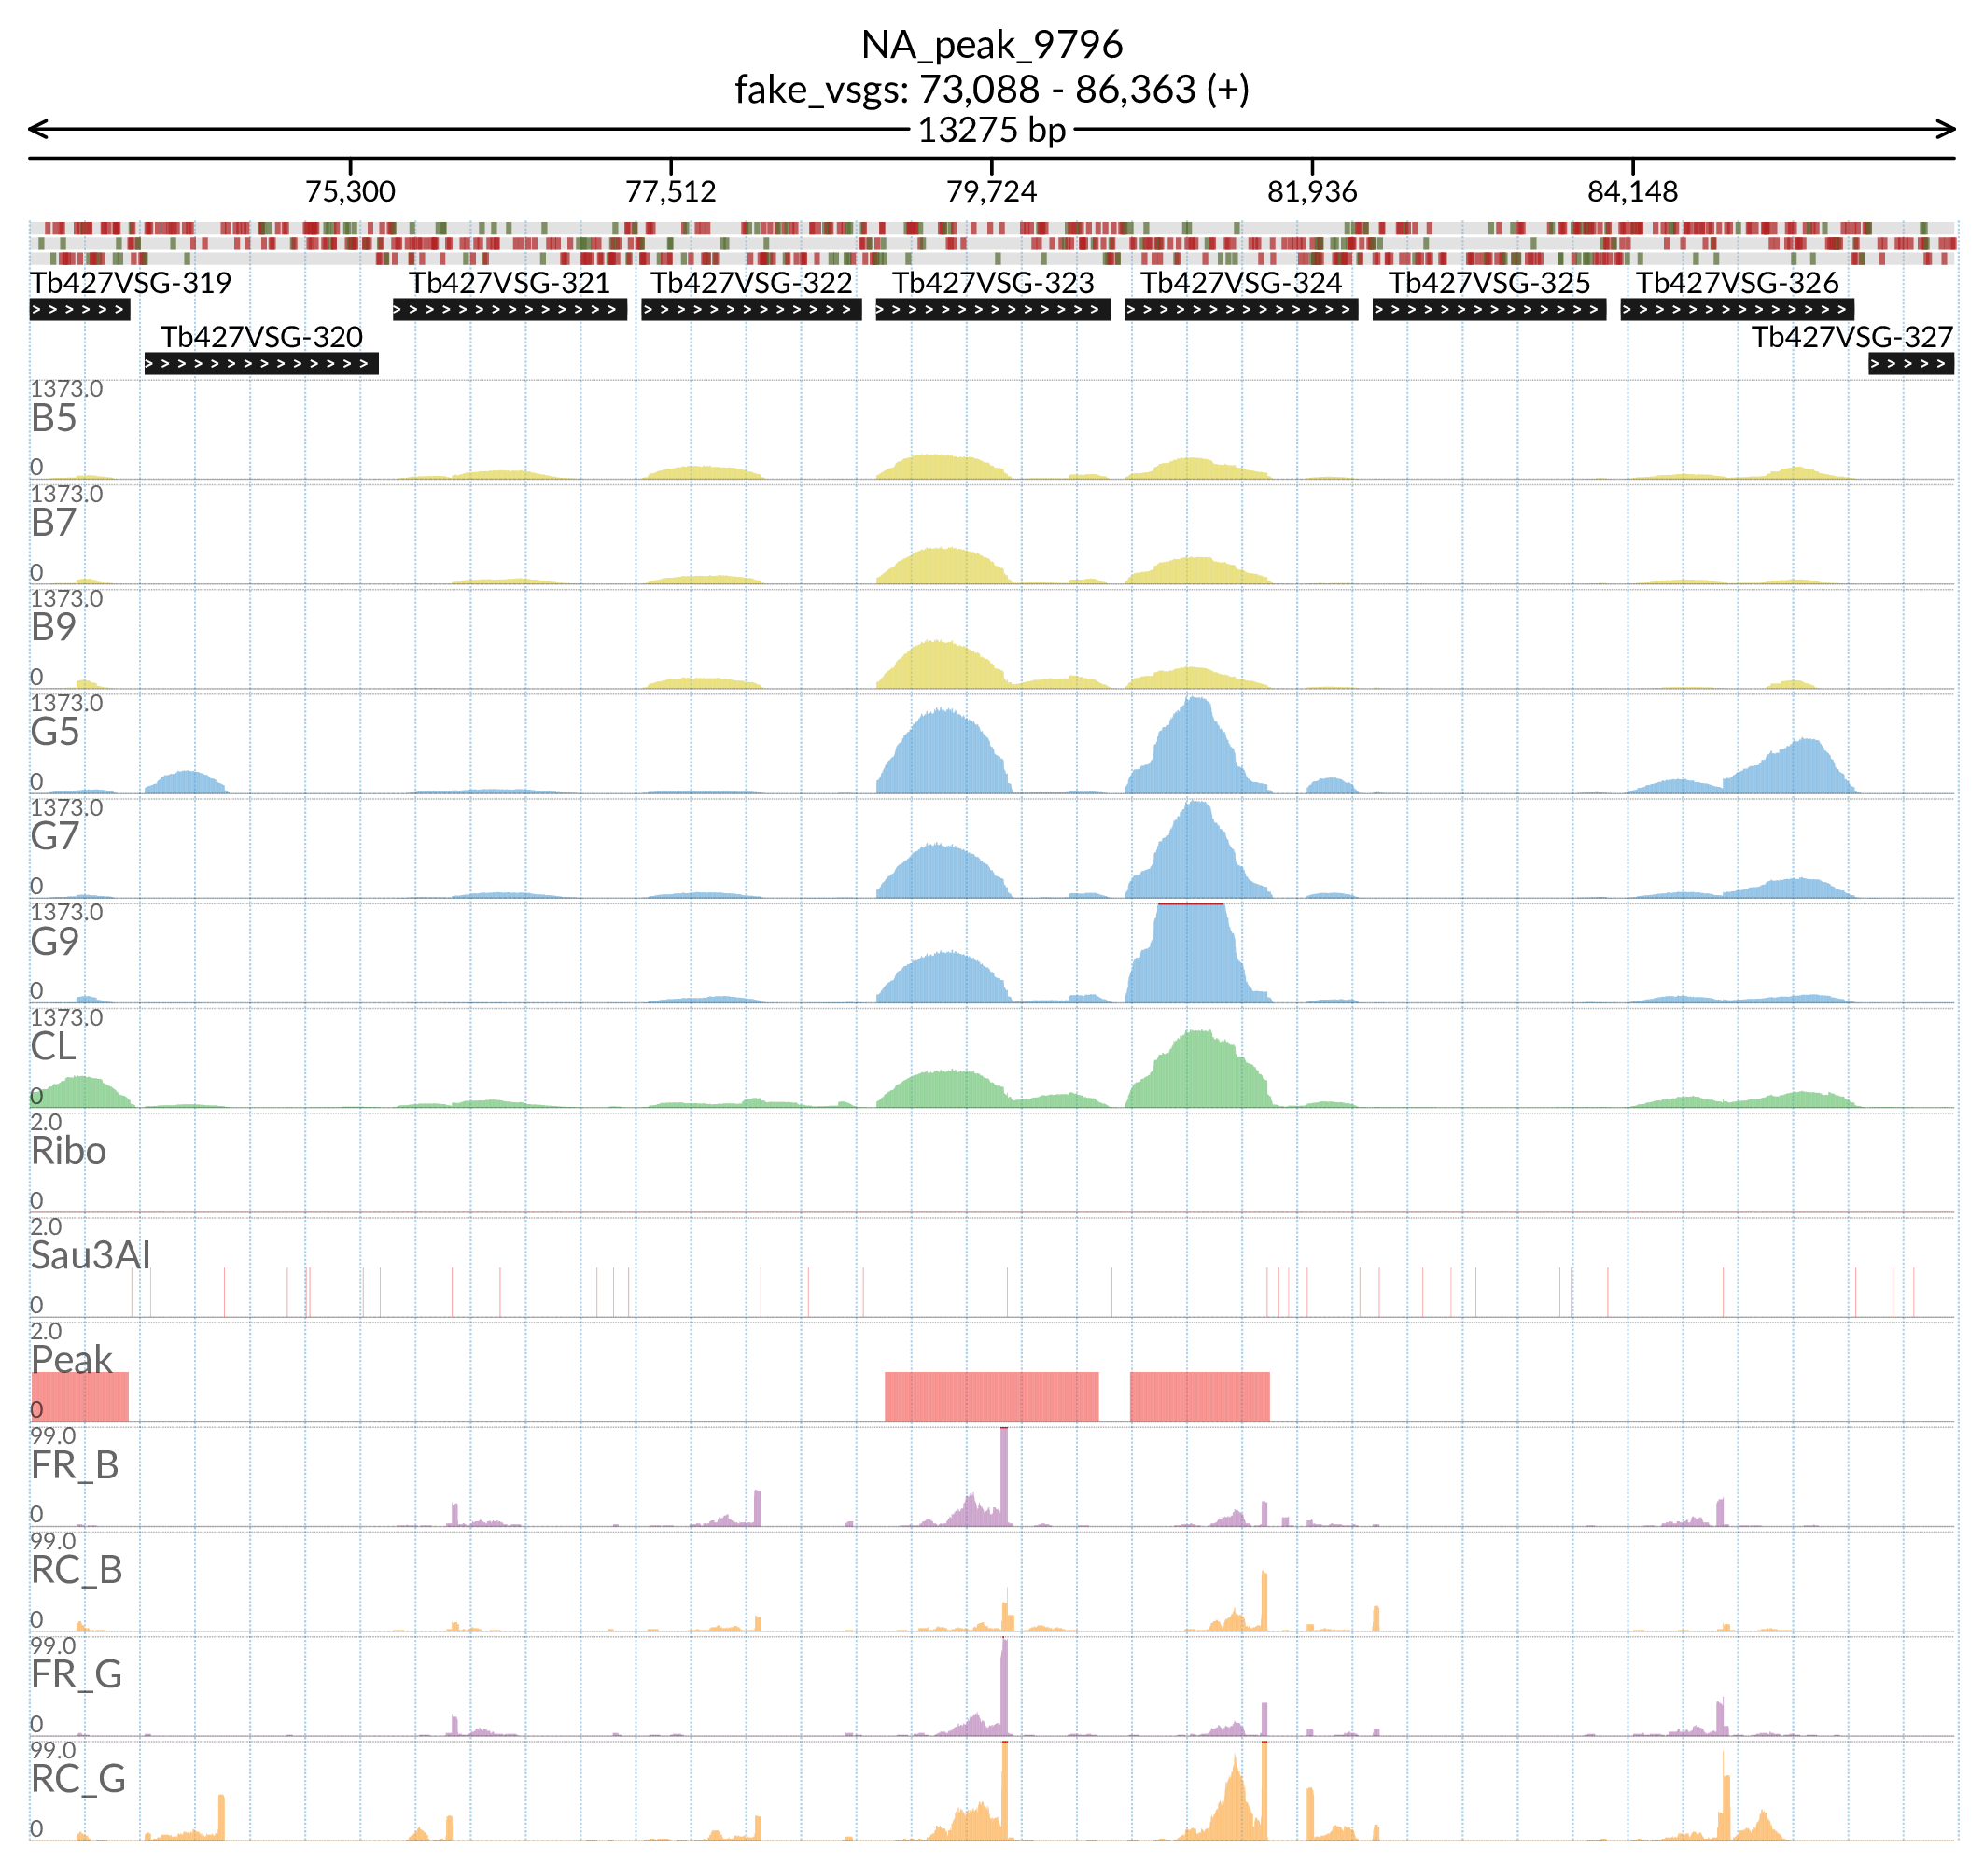 NA_peak_9796
fake_vsgs: 73,088 - 86,363 (+)
13275 bp
75,300 77,512 79,724 81,936 84,148
Tb427VSG-319 Tb427VSG-321 Tb427VSG-322 Tb427VSG-323 Tb427VSG-324 Tb427VSG-325 Tb427VSG-326
Tb427VSG-320 Tb427VSG-327
1373.0
B5
0
1373.0
B7
0
1373.0
B9
0
1373.0
G5
0
1373.0
G7
0
1373.0
G9
0
1373.0
CL
0
2.0
Ribo
0
2.0
Sau3AI
0
2.0
Peak
0
99.0
FR_B
0
99.0
RC_B
0
99.0
FR_G
0
99.0
RC_G
0